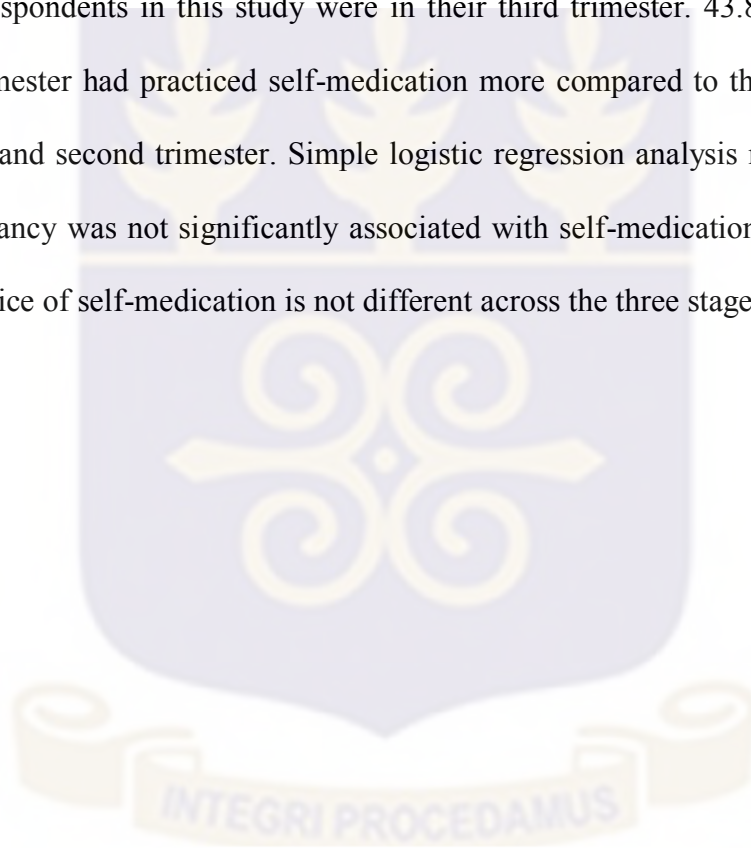 spondents in this study were in their third trimester. 43.8
mester had practiced self-medication more compared to th
and second trimester. Simple logistic regression analysis
ancy was not significantly associated with self-medication
ice of self-medication is not different across the three stage
INTEGRI PROCEDAMUS